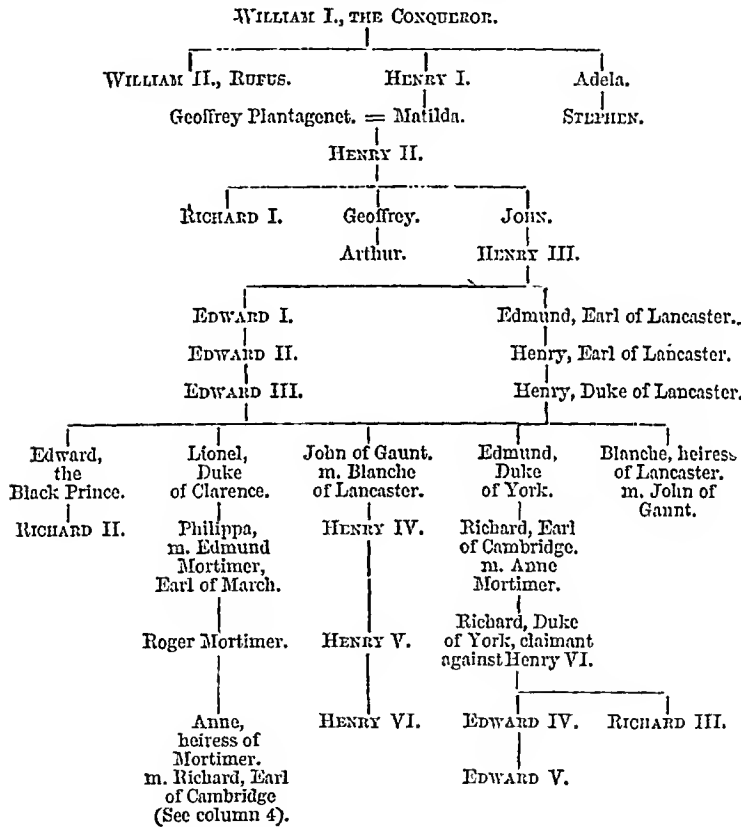 WILLIAM I., THE CONQUEROR.
WILLIAM II., RUFUS. HENRY I. Adela.
Geoffrey Plantagenet. = Matilda. STEPHEN.
HENRY II.
RICHARD I. Geoffrey. JOHN.
Arthur. HENRY III.
EDWARD I. Edmund, Earl of Lancaster.
EDWARD II. Henry, Earl of Lancaster.
EDWARD III. Henry, Duke of Lancaster.
Edward,
the
Black Prince.
RICHARD II.
Lionel,
Duke
of Clarence.
Philippa,
m. Edmund
Mortimer,
Earl of March.
Roger Mortimer.
Anne,
heiress of
Mortimer.
m. Richard, Earl
of Cambridge
(See column 4).
John of Gaunt.
m. Blanche
of Lancaster.
HENRY IV.
HENRY V.
HENRY VI.
Edmund,
Duke
of York.
Richard, Earl
of Cambridge.
m. Anne
Mortimer.
Richard, Duke
of York, claimant
against Henry VI.
EDWARD IV. RICHARD III.
EDWARD V.
Blanche, heiress
of Lancaster.
m. John of
Gaunt.